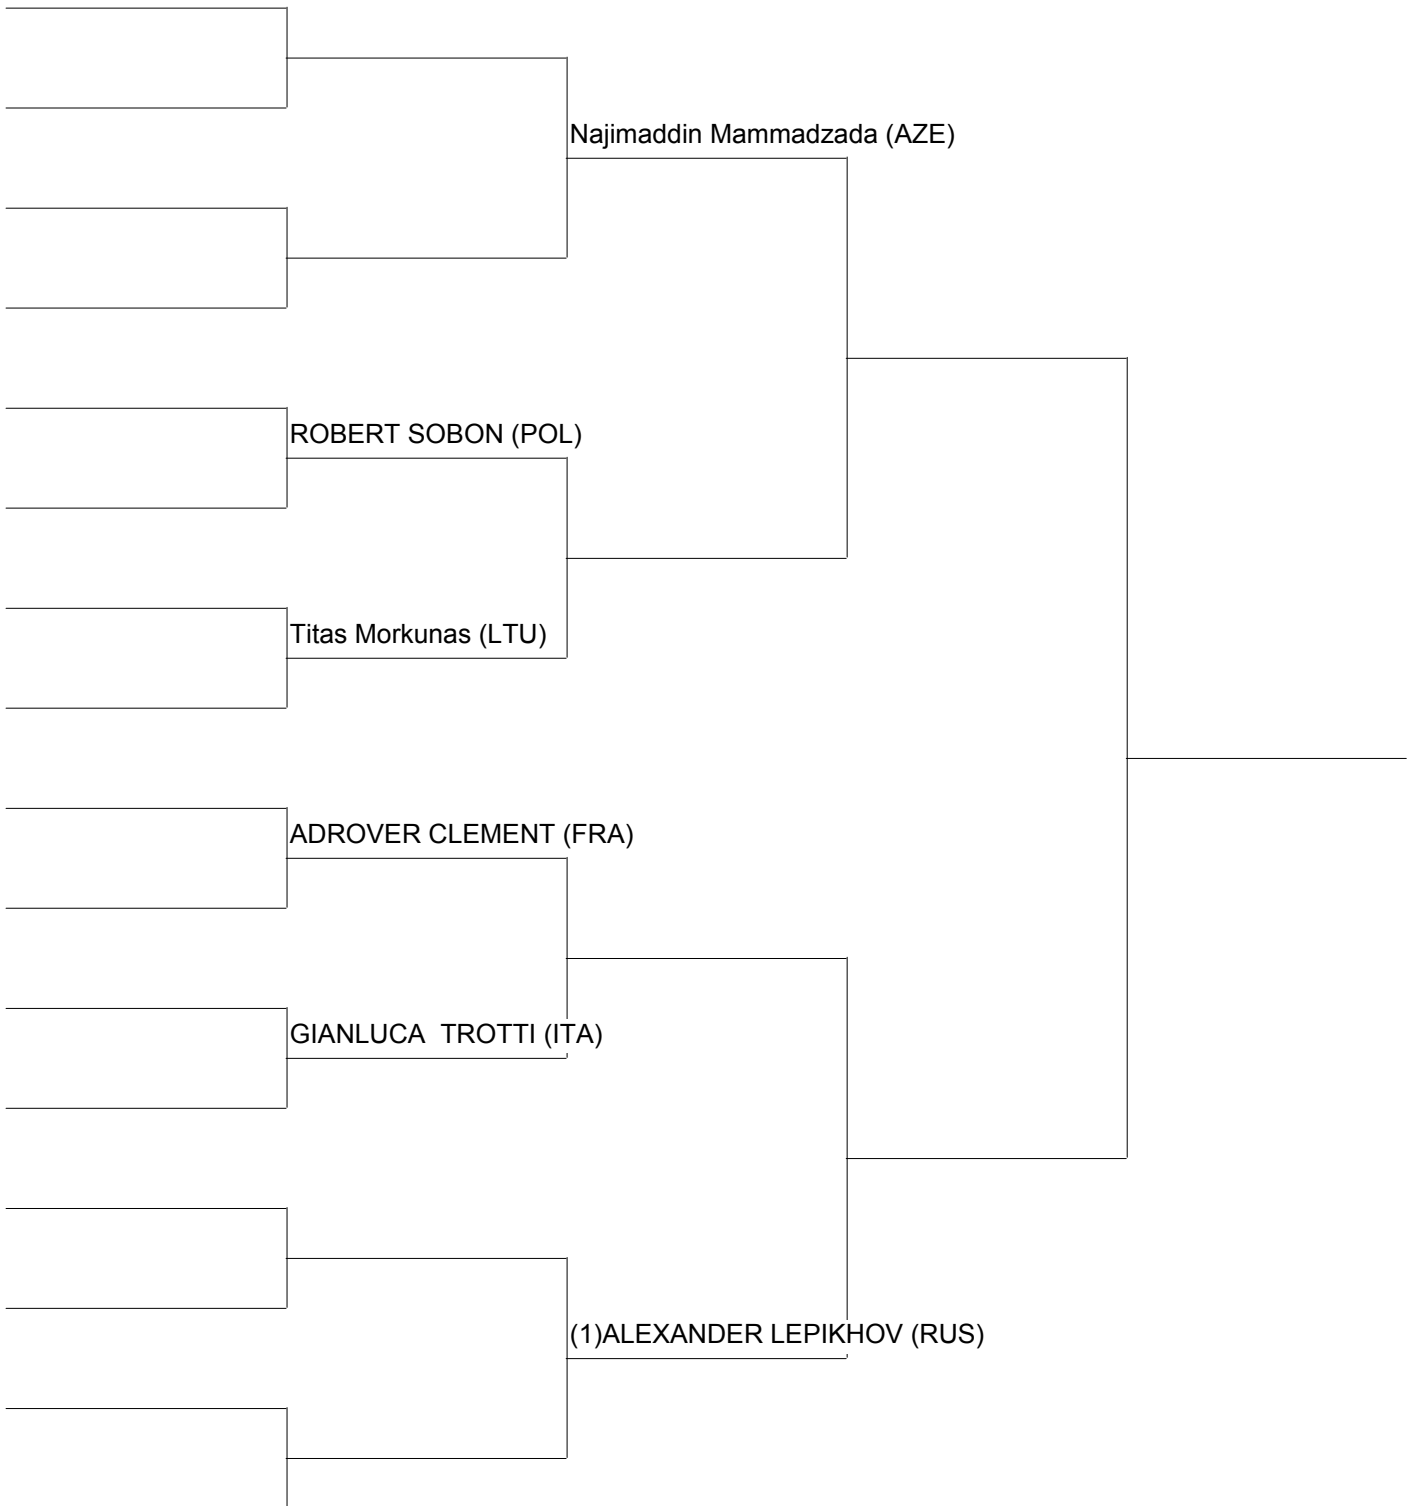 Najimaddin Mammadzada (AZE)
ROBERT SOBON (POL)
Titas Morkunas (LTU)
ADROVER CLEMENT (FRA)
GIANLUCA  TROTTI (ITA)
(1)ALEXANDER LEPIKHOV (RUS)